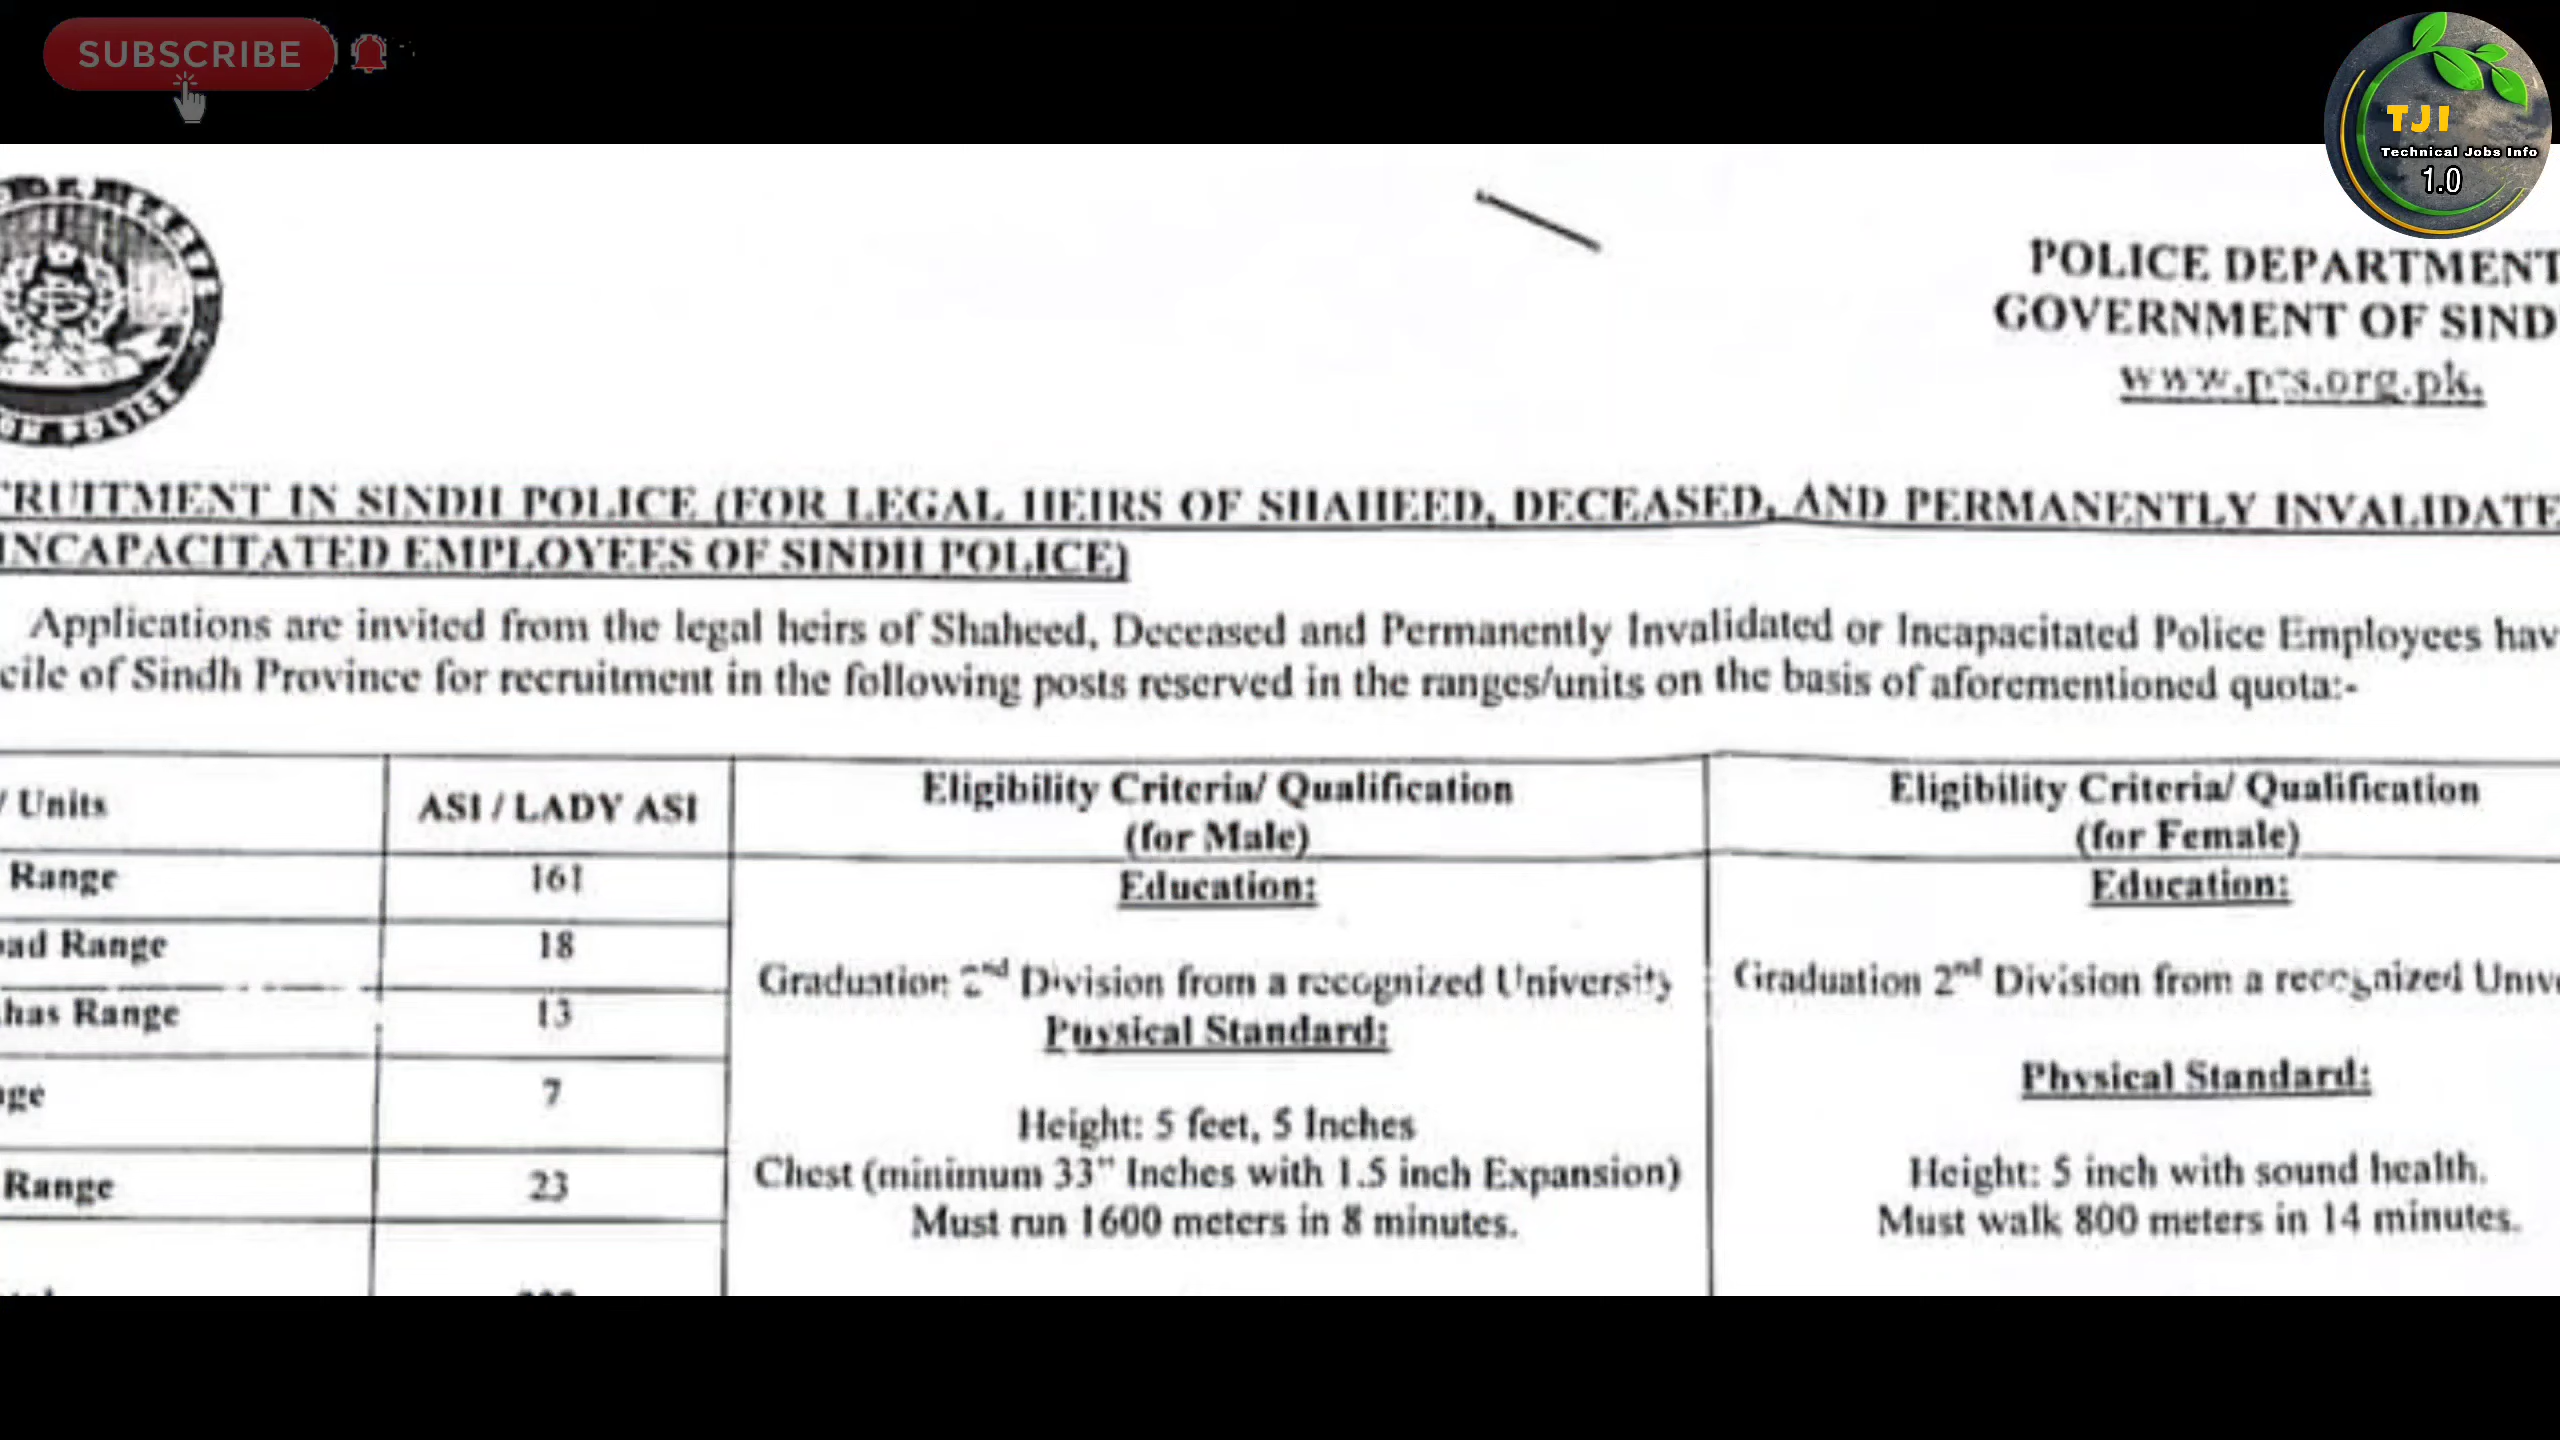 SUBSCRIBE
TJI
Technical Jobs Info
1.0
POLICE DEPARTMENT
GOVERNMENT OF SIND
TRUITMENT IN SINDH POLICE (FOR LEGAL HEIRS OF SHAHEED, DECEASED, AND PERMANENTLY INVALIDATE
INCAPACITATED EMPLOYEES OF SINDH POLICE)
Applications are invited from the legal heirs of Shaheed, Deceased and Permanently Invalidated or Incapacitated Police Employees hav
cile of Sindh Province for recruitment in the following posts reserved in the ranges/units on the basis of aforementioned quota:-
/ Units
ASI / LADY ASI
Eligibility Criteria/ Qualification
(for Male)
Eligibility Criteria/ Qualification
(for Female)
Range
161
Education:
Education:
ad Range
18
Graduation 2nd Division from a recognized University
Graduation 2nd Division from a recognized Unive
has Range
13
Physical Standard:
Physical Standard:
ge
7
Height: 5 feet, 5 Inches
Height: 5 inch with sound health.
Range
23
Chest (minimum 33" Inches with 1.5 inch Expansion)
Must run 1600 meters in 8 minutes.
Must walk 800 meters in 14 minutes.